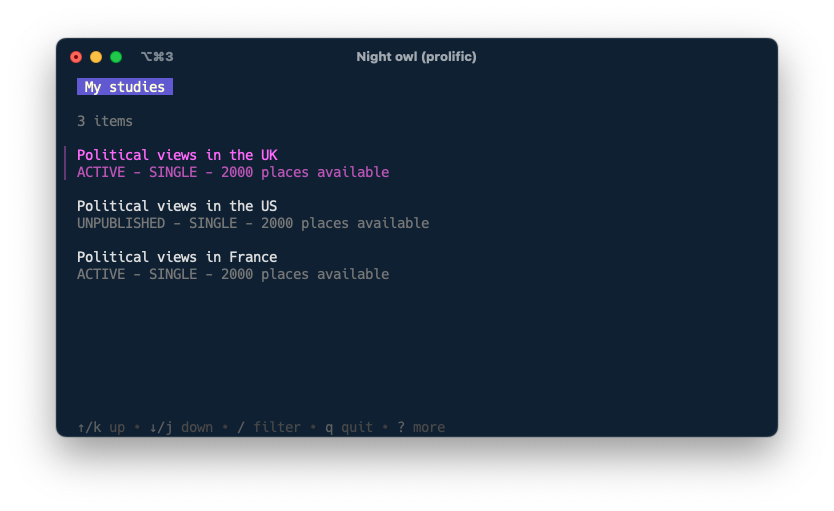 ⌥⌘3 Night owl (prolific)
My studies
3 items
Political views in the UK
ACTIVE - SINGLE - 2000 places available
Political views in the US
UNPUBLISHED - SINGLE - 2000 places available
Political views in France
ACTIVE - SINGLE - 2000 places available
↑/k up • ↓/j down • / filter • q quit • ? more